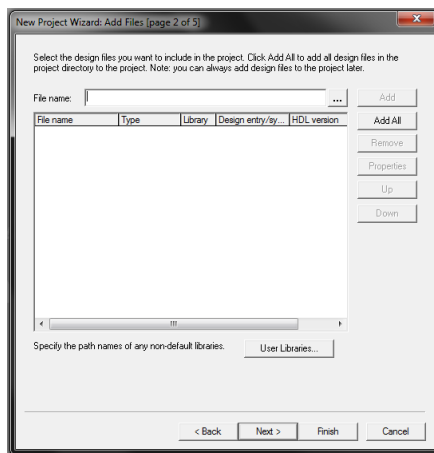 New Project Wizard: Add Files [page 2 of 5]
Select the design files you want to include in the project. Click Add All to add all design files in the
project directory to the project. Note: you can always add design files to the project later.
File name: ... Add
File name Type Library Design entry/sy... HDL version Add All
Remove
Properties
Up
Down
Specify the path names of any non-default libraries. User Libraries...
< Back Next > Finish Cancel